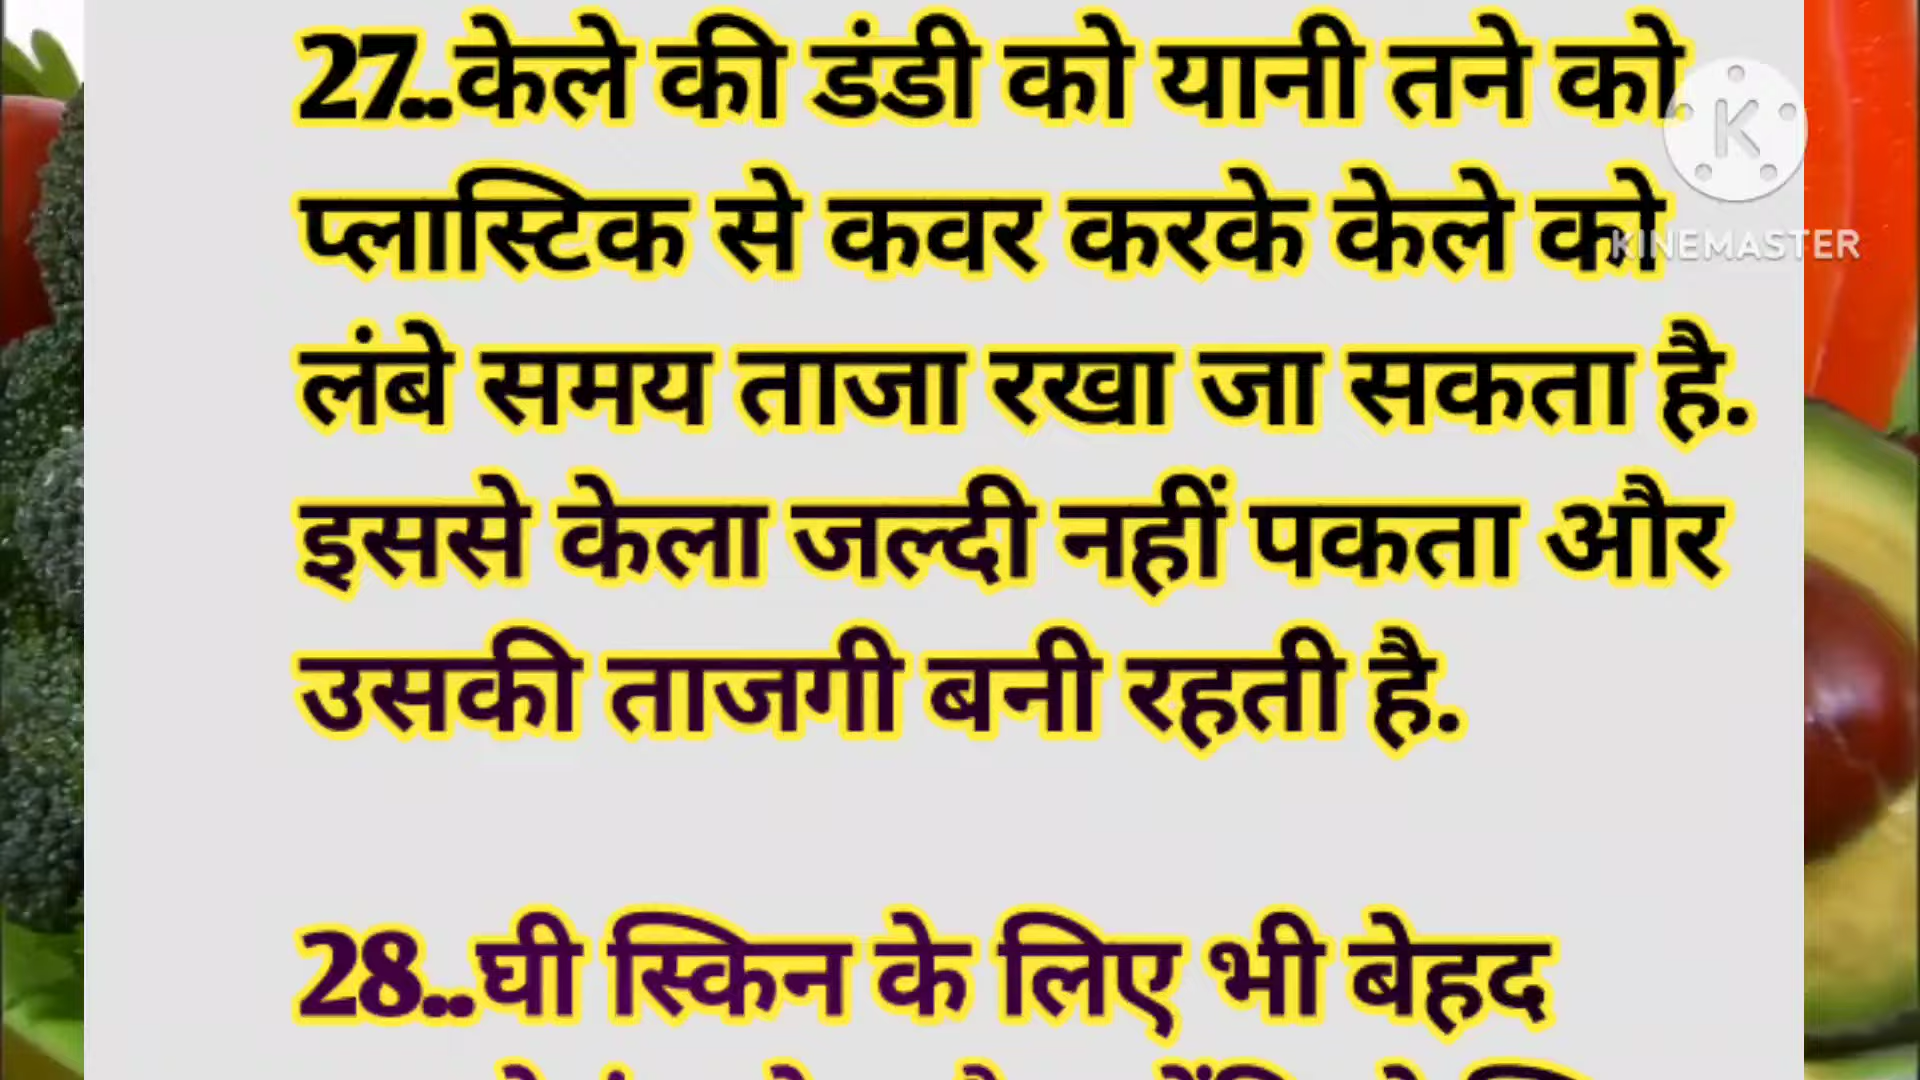 27..केले की डंडी को यानी तने को
K
प्लास्टिक से कवर करके केले को
KINEMASTER
लंबे समय ताजा रखा जा सकता है.
इससे केला जल्दी नहीं पकता और
उसकी ताजगी बनी रहती है.
28..घी स्किन के लिए भी बेहद